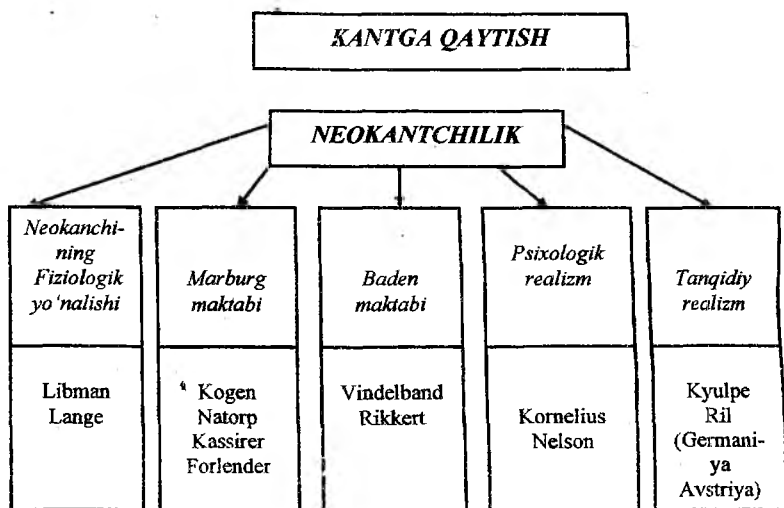 KANTGA QAYTISH
NEOKANTCHILIK
Neokanchi-
ning
Fiziologik
yo'nalishi
Marburg
maktabi
Baden
maktabi
Psixologik
realizm
Tanqidiy
realizm
Libman
Lange
Kogen
Natorp
Kassirer
Forlender
Vindelband
Rikkert
Kornelius
Nelson
Kyulpe
Ril
(Germani-
ya
Avstriya)